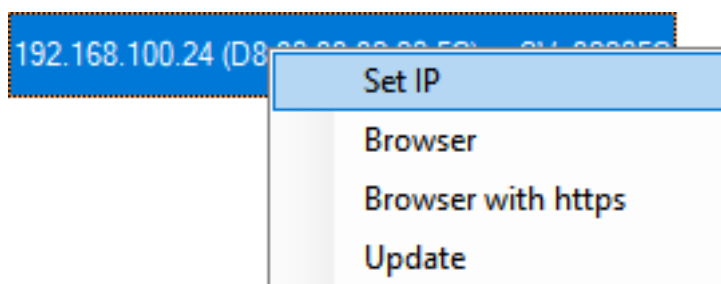 192.168.100.24 (D8
Set IP
Browser
Browser with https
Update